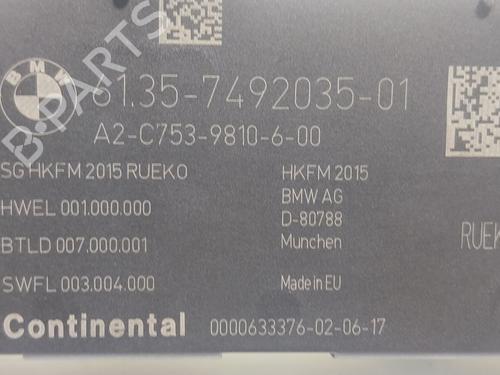 BMW
B-PARTS
61.35-7492035-01
A2-C753-9810-6-00
SG HKFM 2015 RUEKO
HWEL 001.000.000
BTLD 007.000.001
SWFL 003.004.000
HKFM 2015
BMW AG
D-80788
Munchen
Made in EU
Continental 0000633376-02-06-17